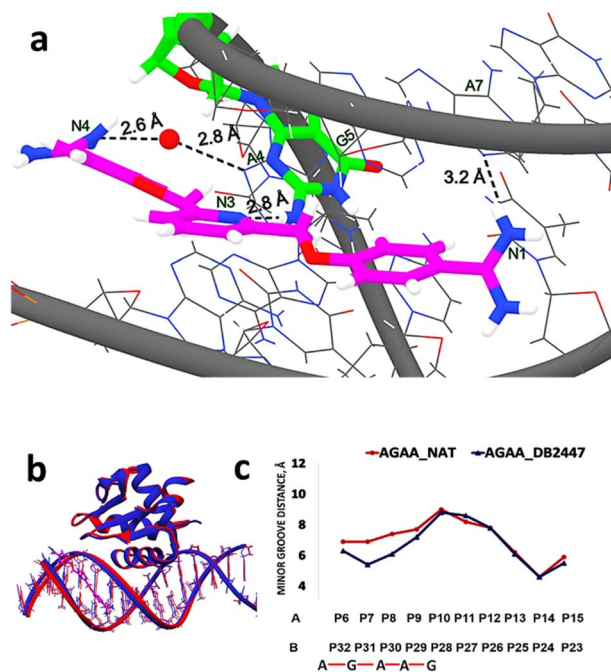 a
N4
2.6 Å
2.8 Å
A4
G5
A7
N3
2.8 Å
3.2 Å
N1
b
c
AGAA_NAT AGAA_DB2447
MINOR GROOVE DISTANCE, Å
12
10
8
6
4
A P6 P7 P8 P9 P10 P11 P12 P13 P14 P15
B P32 P31 P30 P29 P28 P27 P26 P25 P24 P23
A—G—A—A—G